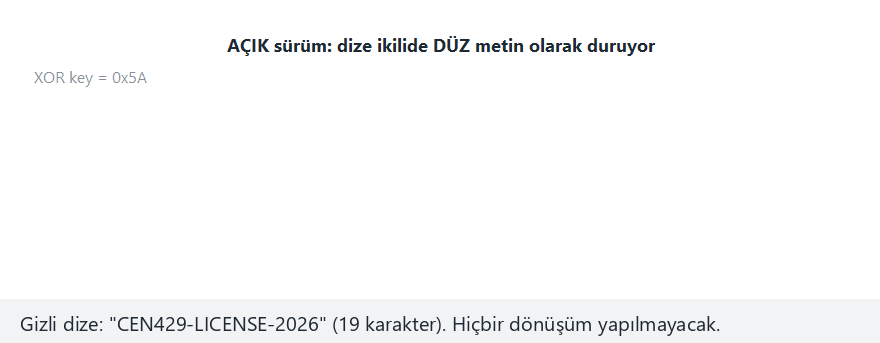 AÇIK sürüm: dize ikilide DÜZ metin olarak duruyor
XOR key = 0x5A
Gizli dize: "CEN429-LICENSE-2026" (19 karakter). Hiçbir dönüşüm yapılmayacak.